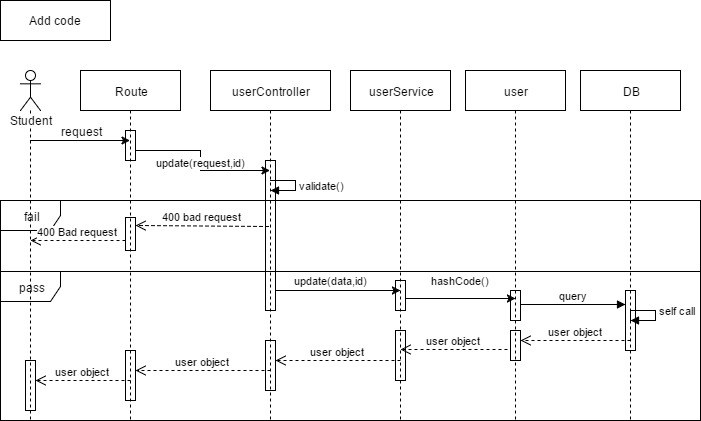 Add code
Student
Route
userController
userService
user
DB
request
update(request,id)
validate()
fail
400 bad request
400 Bad request
pass
update(data,id)
hashCode()
query
self call
user object
user object
user object
user object
user object